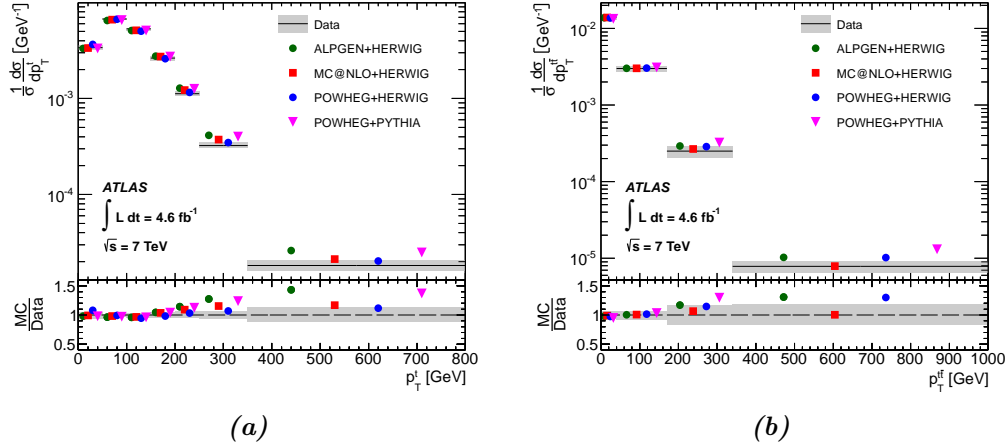 1/σ dσ/dp_T^t [GeV⁻¹]
10⁻³
10⁻⁴
Data
ALPGEN+HERWIG
MC@NLO+HERWIG
POWHEG+HERWIG
POWHEG+PYTHIA
ATLAS
∫ L dt = 4.6 fb⁻¹
√s = 7 TeV
MC/Data
1.5
1
0.5
0 100 200 300 400 500 600 700 800
p_T^t [GeV]
(a)
1/σ dσ/dp_T^tt̄ [GeV⁻¹]
10⁻²
10⁻³
10⁻⁴
10⁻⁵
Data
ALPGEN+HERWIG
MC@NLO+HERWIG
POWHEG+HERWIG
POWHEG+PYTHIA
ATLAS
∫ L dt = 4.6 fb⁻¹
√s = 7 TeV
MC/Data
1.5
1
0.5
0 100 200 300 400 500 600 700 800 900 1000
p_T^tt̄ [GeV]
(b)